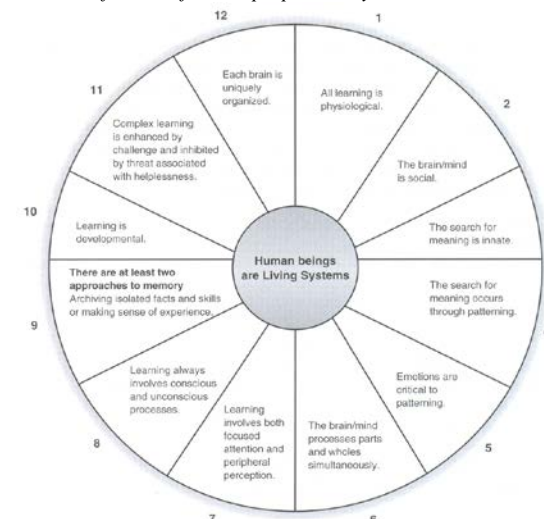 12
1
Each brain is
uniquely
organized.
All learning is
physiological.
11
2
Complex learning
is enhanced by
challenge and inhibited
by threat associated
with helplessness.
The brain/mind
is social.
10
Learning is
developmental.
The search for
meaning is innate.
Human beings
are Living Systems
There are at least two
approaches to memory
Archiving isolated facts and skills
or making sense of experience.
The search for
meaning occurs
through patterning.
9
Learning always
involves conscious
and unconscious
processes.
Emotions are
critical to
patterning.
8
Learning
involves both
focused
attention and
peripheral
perception.
The brain/mind
processes parts
and wholes
simultaneously.
5